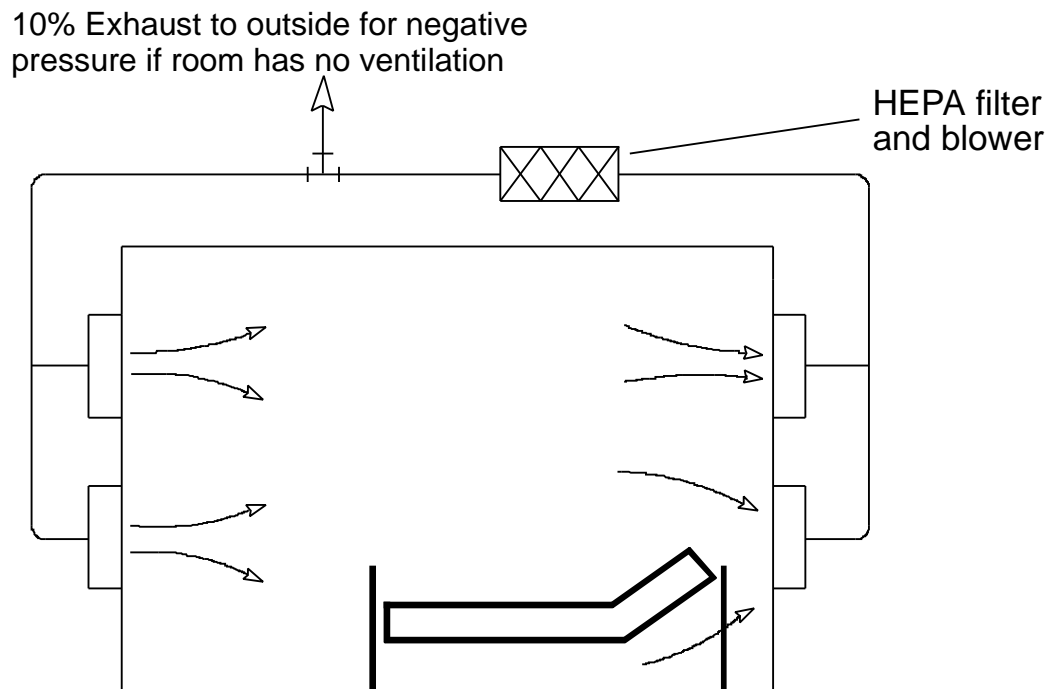 10% Exhaust to outside for negative
pressure if room has no ventilation
HEPA filter
and blower